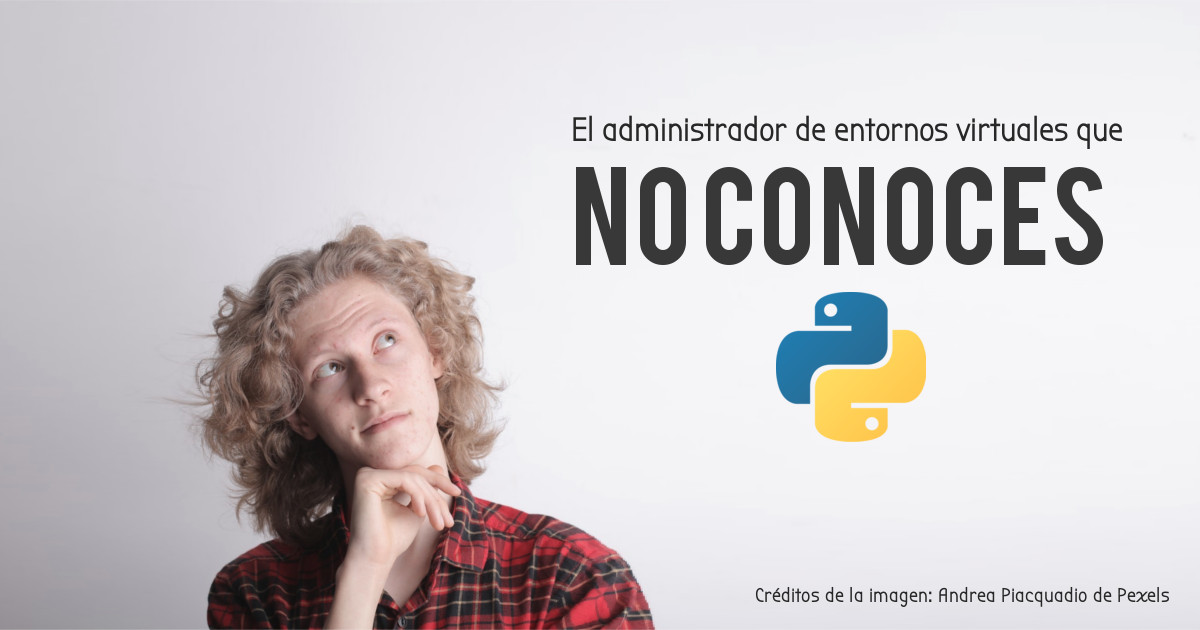 El administrador de entornos virtuales que
NO CONOCES
Créditos de la imagen: Andrea Piacquadio de Pexels